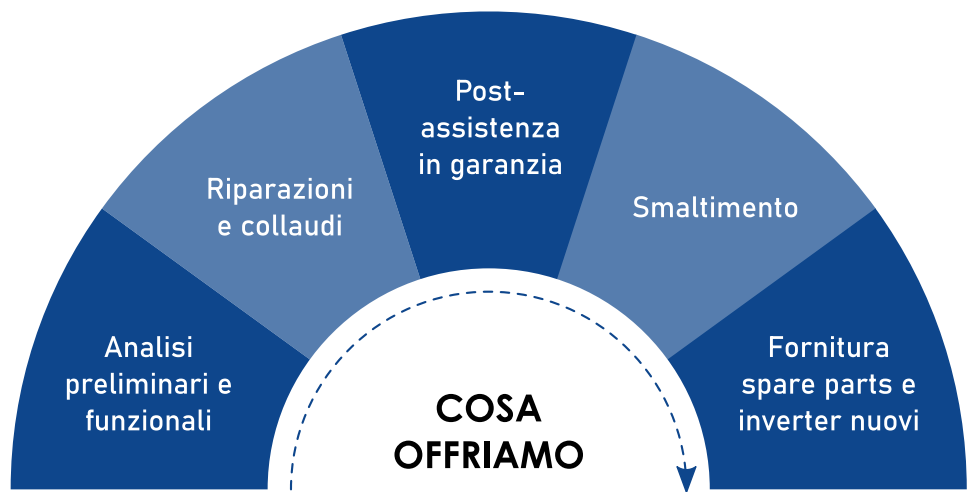 Analisi
preliminari e
funzionali
Riparazioni
e collaudi
Post-
assistenza
in garanzia
Smaltimento
Fornitura
spare parts e
inverter nuovi
COSA
OFFRIAMO